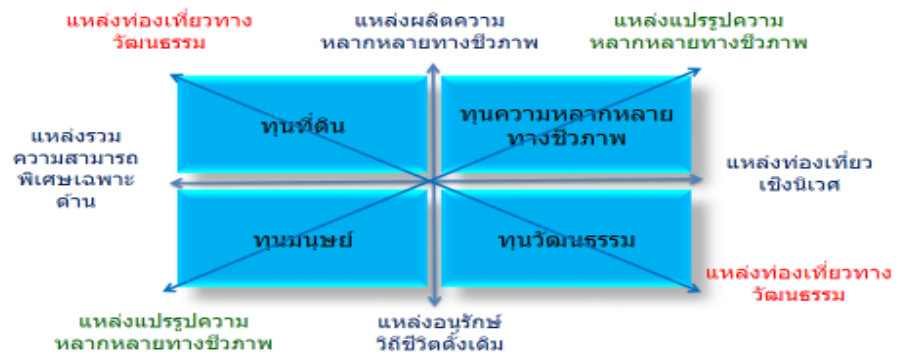 แหล่งท่องเที่ยวทาง
วัฒนธรรม
แหล่งผลิตความ
หลากหลายทางชีวภาพ
แหล่งแปรรูปความ
หลากหลายทางชีวภาพ
ทุนที่ดิน
ทุนความหลากหลาย
ทางชีวภาพ
แหล่งรวม
ความสามารถ
พิเศษเฉพาะ
ด้าน
แหล่งท่องเที่ยว
เชิงนิเวศ
ทุนมนุษย์
ทุนวัฒนธรรม
แหล่งท่องเที่ยวทาง
วัฒนธรรม
แหล่งแปรรูปความ
หลากหลายทางชีวภาพ
แหล่งอนุรักษ์
วิถีชีวิตดั้งเดิม